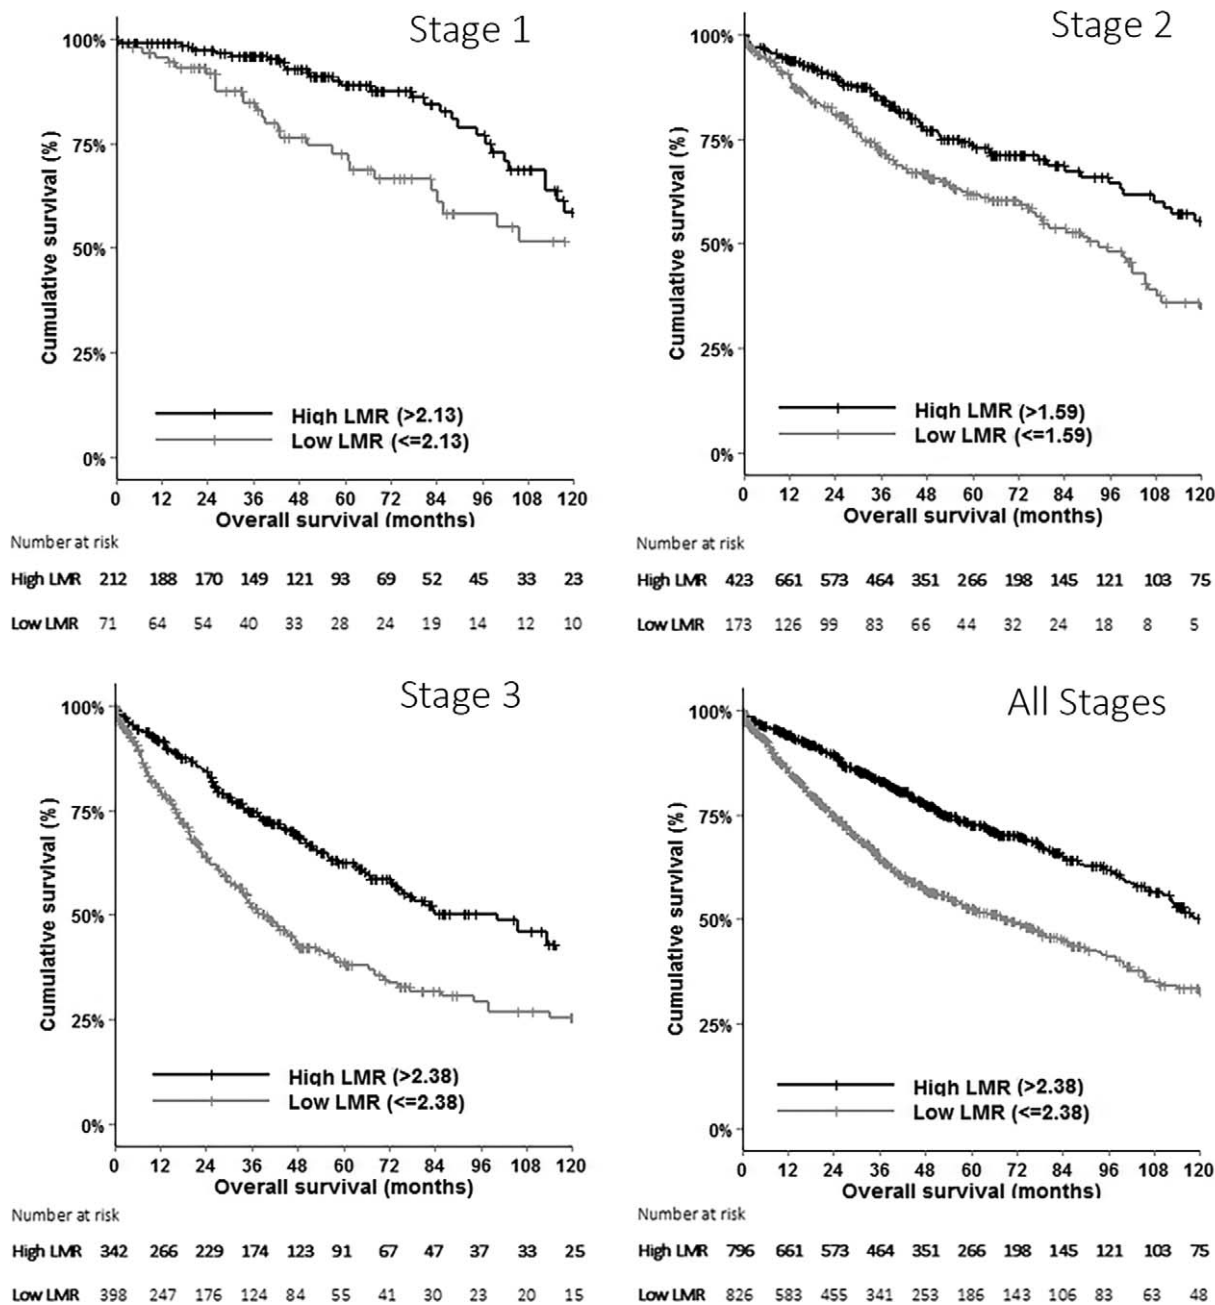 Stage 1
100%
75%
50%
25%
0%
Cumulative survival (%)
High LMR (>2.13)
Low LMR (<=2.13)
0 12 24 36 48 60 72 84 96 108 120
Overall survival (months)
Number at risk
High LMR 212 188 170 149 121 93 69 52 45 33 23
Low LMR 71 64 54 40 33 28 24 19 14 12 10
Stage 2
100%
75%
50%
25%
0%
Cumulative survival (%)
High LMR (>1.59)
Low LMR (<=1.59)
0 12 24 36 48 60 72 84 96 108 120
Overall survival (months)
Number at risk
High LMR 423 661 573 464 351 266 198 145 121 103 75
Low LMR 173 126 99 83 66 44 32 24 18 8 5
Stage 3
100%
75%
50%
25%
0%
Cumulative survival (%)
High LMR (>2.38)
Low LMR (<=2.38)
0 12 24 36 48 60 72 84 96 108 120
Overall survival (months)
Number at risk
High LMR 342 266 229 174 123 91 67 47 37 33 25
Low LMR 398 247 176 124 84 55 41 30 23 20 15
All Stages
100%
75%
50%
25%
0%
Cumulative survival (%)
High LMR (>2.38)
Low LMR (<=2.38)
0 12 24 36 48 60 72 84 96 108 120
Overall survival (months)
Number at risk
High LMR 796 661 573 464 351 266 198 145 121 103 75
Low LMR 826 583 455 341 253 186 143 106 83 63 48